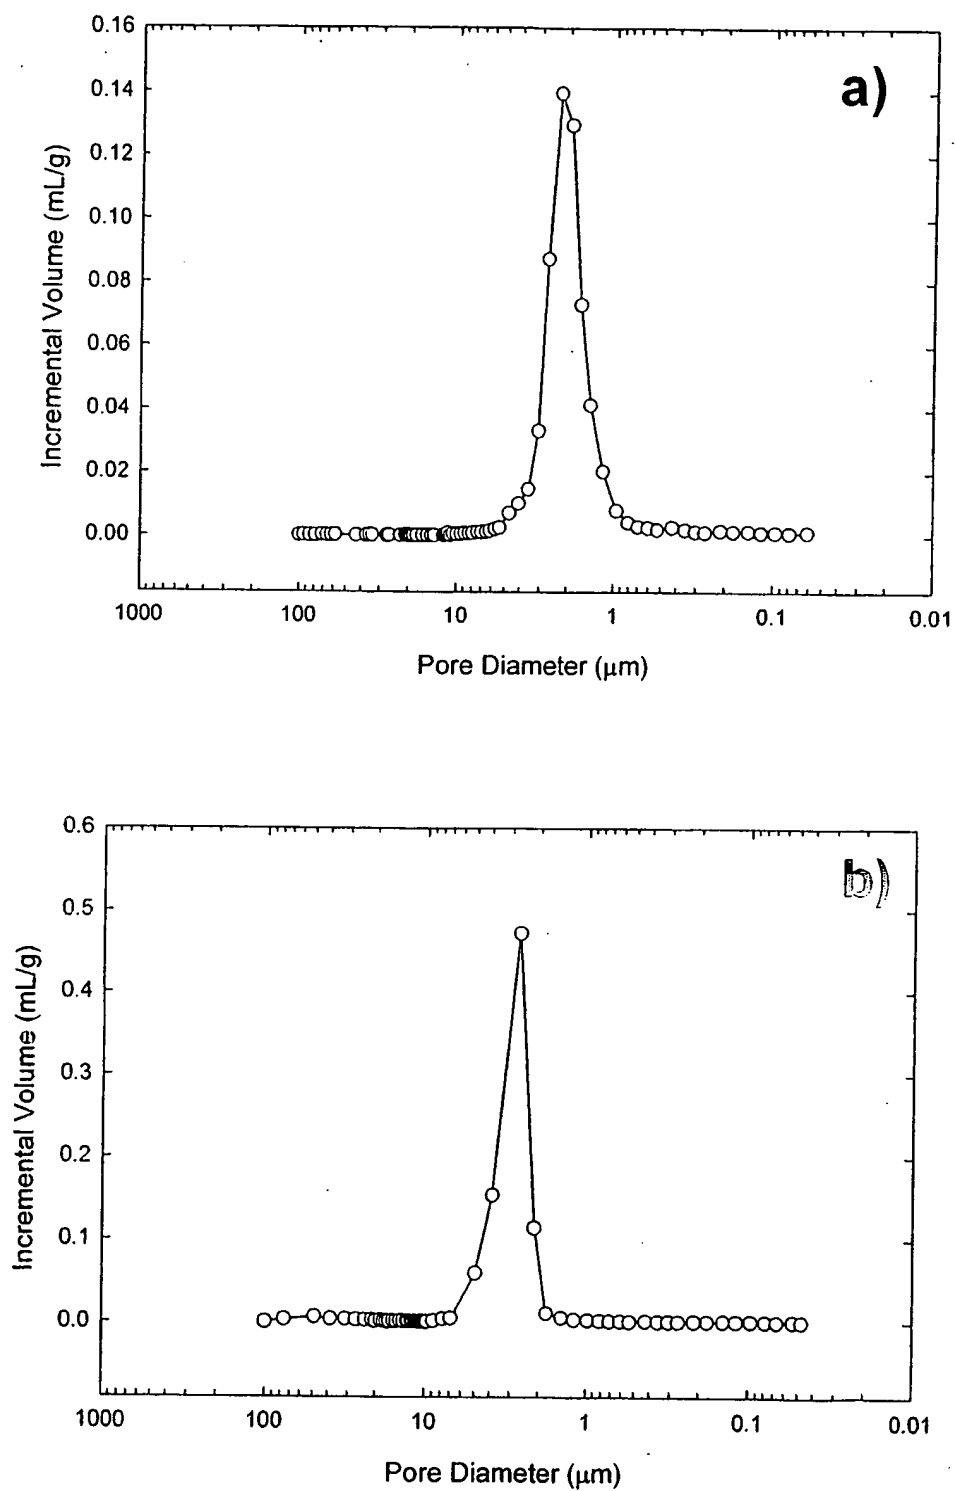 a)
0.16
0.14
0.12
0.10
0.08
0.06
0.04
0.02
0.00
Incremental Volume (mL/g)
1000 100 10 1 0.1 0.01
Pore Diameter (μm)
b)
0.6
0.5
0.4
0.3
0.2
0.1
0.0
Incremental Volume (mL/g)
1000 100 10 1 0.1 0.01
Pore Diameter (μm)